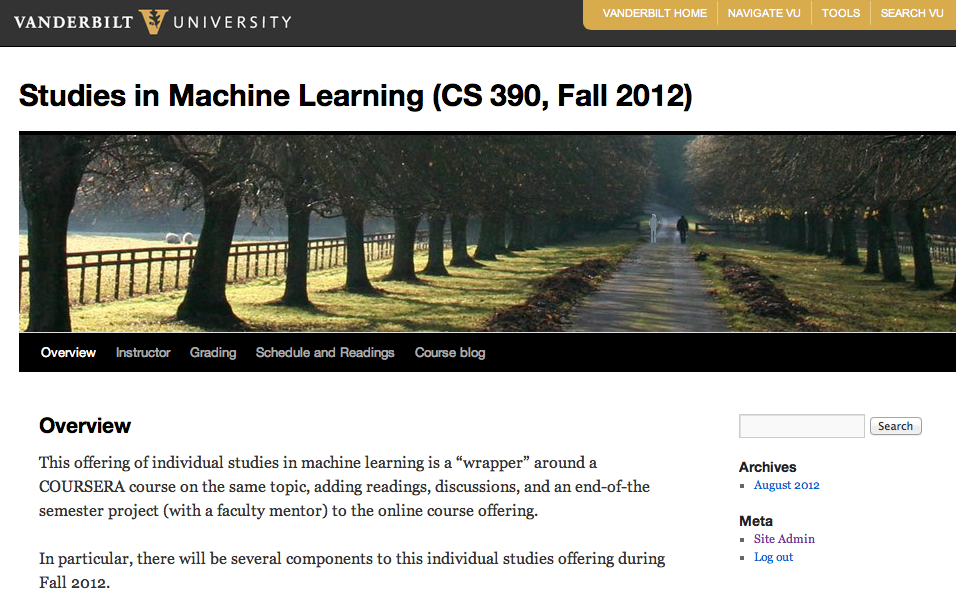 VANDERBILT V UNIVERSITY
VANDERBILT HOME NAVIGATE VU TOOLS SEARCH VU
Studies in Machine Learning (CS 390, Fall 2012)
Overview Instructor Grading Schedule and Readings Course blog
Overview
This offering of individual studies in machine learning is a “wrapper” around a
COURSERA course on the same topic, adding readings, discussions, and an end-of-the
semester project (with a faculty mentor) to the online course offering.
In particular, there will be several components to this individual studies offering during
Fall 2012.
Search
Archives
August 2012
Meta
Site Admin
Log out